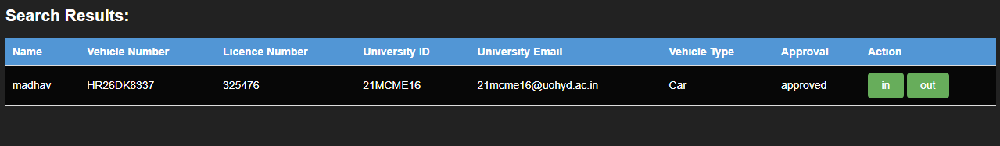 Search Results:
Name Vehicle Number Licence Number University ID University Email Vehicle Type Approval Action
madhav HR26DK8337 325476 21MCME16 21mcme16@uohyd.ac.in Car approved in out